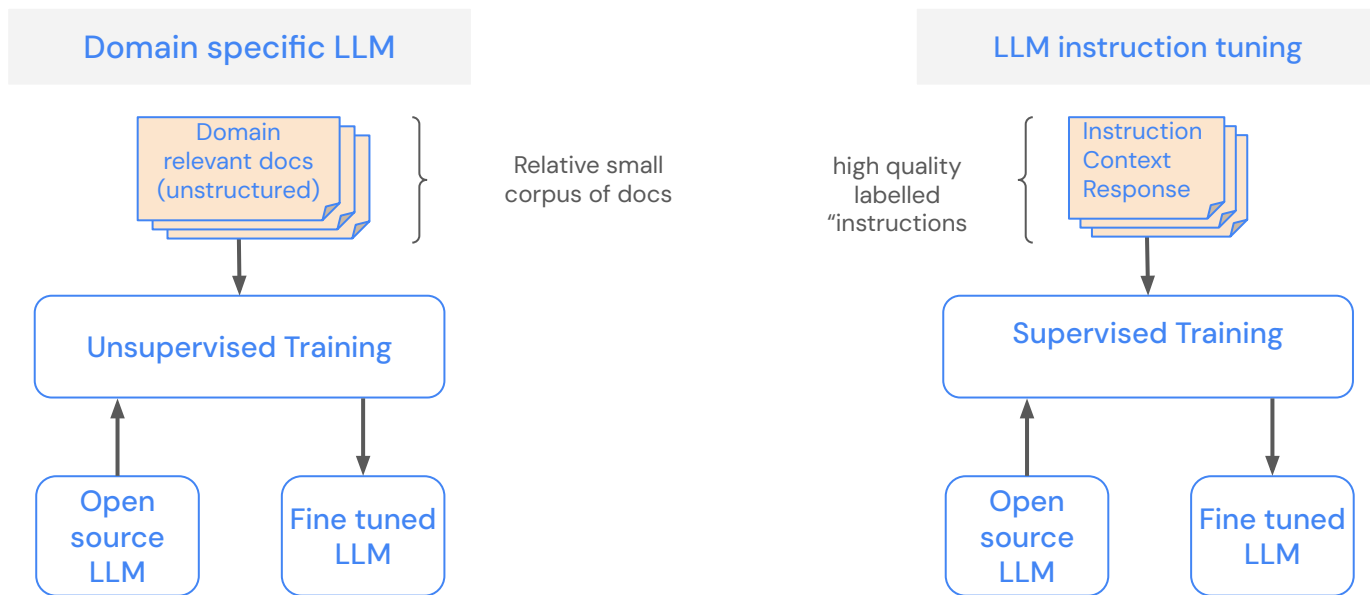 Domain specific LLM
Domain
relevant docs
(unstructured)
Relative small
corpus of docs
Unsupervised Training
Open
source
LLM
Fine tuned
LLM
LLM instruction tuning
high quality
labelled
“instructions
Instruction
Context
Response
Supervised Training
Open
source
LLM
Fine tuned
LLM